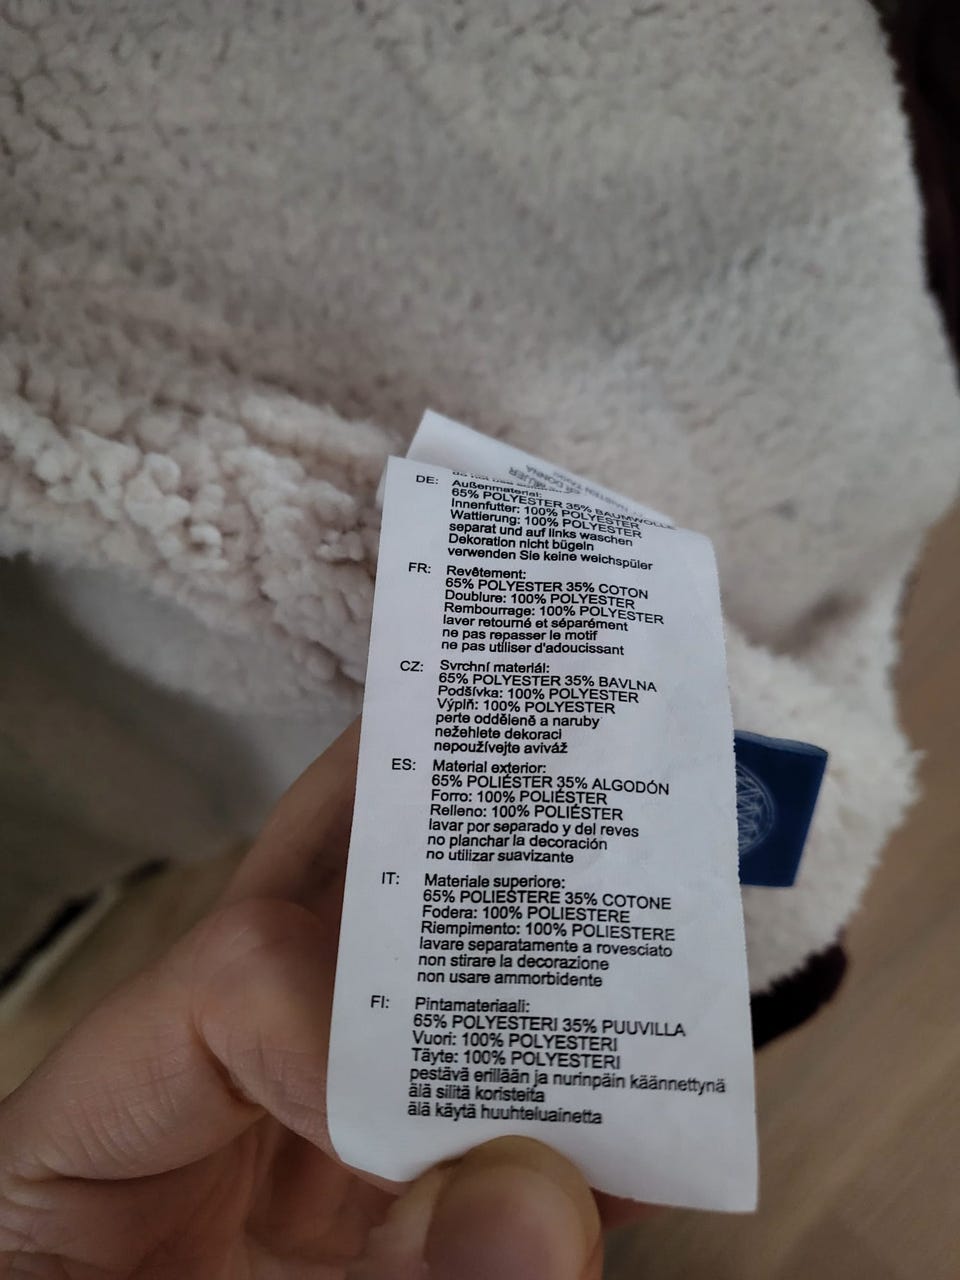 DE: Außenmaterial:
65% POLYESTER 35% BAUMWOLLE
Innenfutter: 100% POLYESTER
Wattierung: 100% POLYESTER
separat und auf links waschen
Dekoration nicht bügeln
verwenden Sie keine weichspüler
FR: Revêtement:
65% POLYESTER 35% COTON
Doublure: 100% POLYESTER
Rembourrage: 100% POLYESTER
laver retourné et séparément
ne pas repasser le motif
ne pas utiliser d'adoucissant
CZ: Svrchní materiál:
65% POLYESTER 35% BAVLNA
Podšívka: 100% POLYESTER
Výplň: 100% POLYESTER
perte odděleně a naruby
nežehlete dekoraci
nepoužívejte aviváž
ES: Material exterior:
65% POLIÉSTER 35% ALGODÓN
Forro: 100% POLIÉSTER
Relleno: 100% POLIÉSTER
lavar por separado y del reves
no planchar la decoración
no utilizar suavizante
IT: Materiale superiore:
65% POLIESTERE 35% COTONE
Fodera: 100% POLIESTERE
Riempimento: 100% POLIESTERE
lavare separatamente a rovesciato
non stirare la decorazione
non usare ammorbidente
FI: Pintamateriaali:
65% POLYESTERI 35% PUUVILLA
Vuori: 100% POLYESTERI
Täyte: 100% POLYESTERI
pestävä erillään ja nurinpäin käännettynä
älä silitä koristeita
älä käytä huuhteluainetta